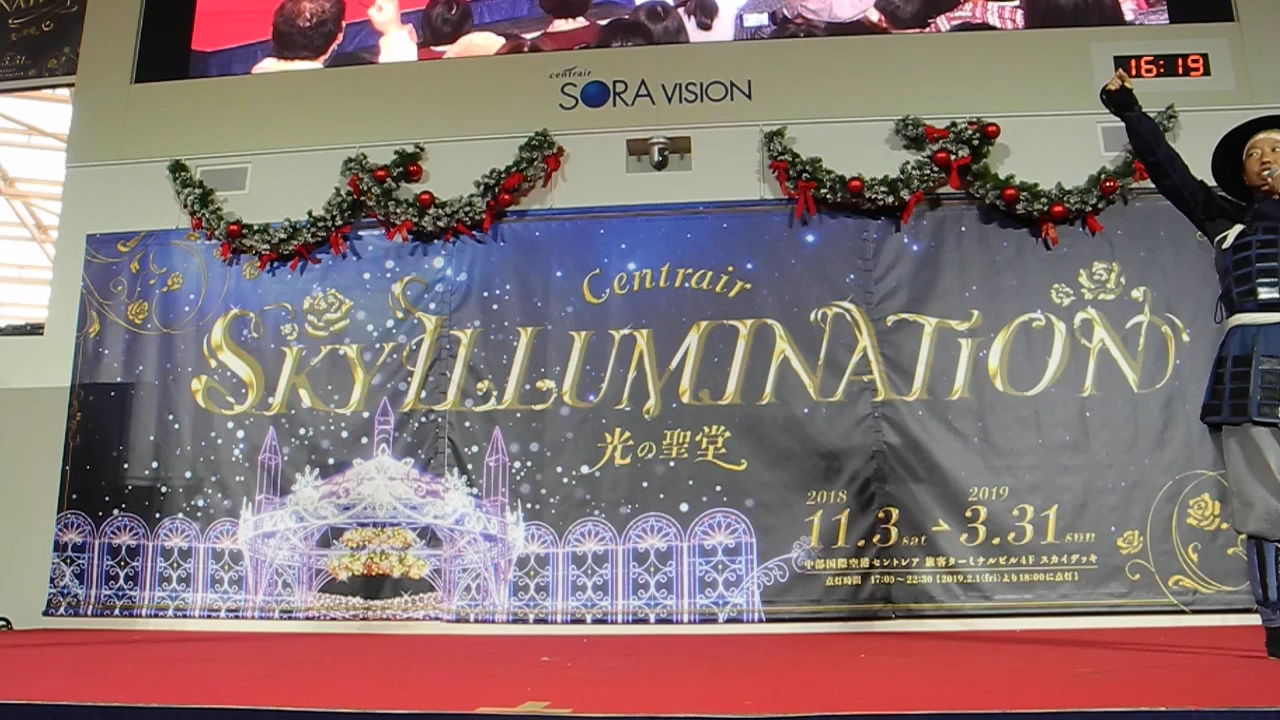 3.31
16:19
centrair
SORA VISION
Centrair
SKY ILLUMINATION
光の聖堂
2018 2019
11.3 sat → 3.31 sun
中部国際空港セントレア 旅客ターミナルビル4F スカイデッキ
点灯時間 17:00～22:30【2019.2.1(fri)より18:00に点灯】